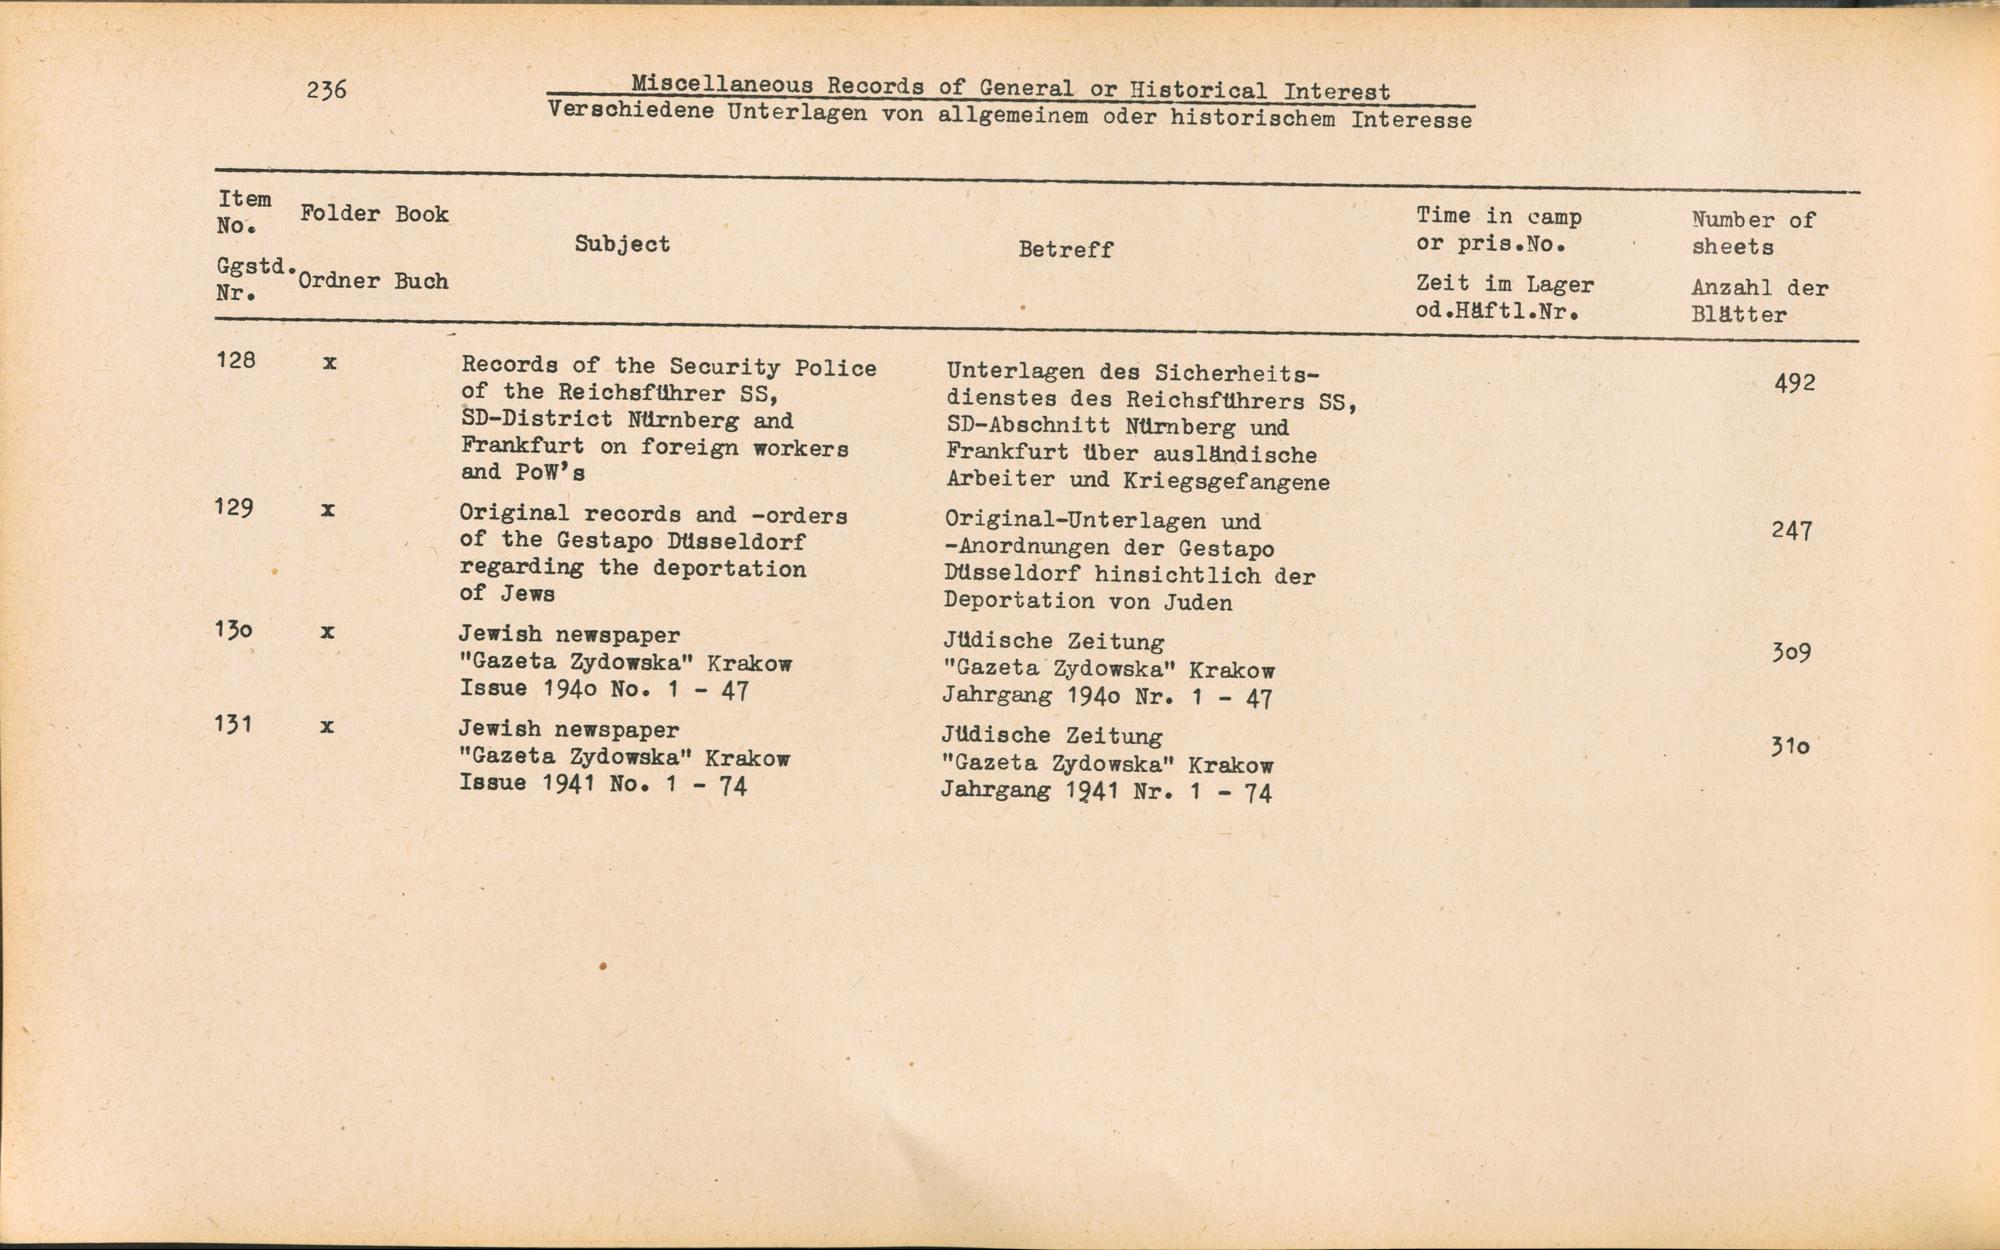 236
Miscellaneous Records of General or Historical Interest
Verschiedene Unterlagen von allgemeinem oder historischem Interesse
Item No. Folder Book Subject Betreff Time in camp or pris.No. Number of sheets
Ggstd. Nr. Ordner Buch Zeit im Lager od.Häftl.Nr. Anzahl der Blätter
128 x Records of the Security Police Unterlagen des Sicherheits- 492
of the Reichsführer SS, dienstes des Reichsführers SS,
SD-District Nürnberg and SD-Abschnitt Nürnberg und
Frankfurt on foreign workers Frankfurt über ausländische
and PoW's Arbeiter und Kriegsgefangene
129 x Original records and -orders Original-Unterlagen und 247
of the Gestapo Düsseldorf -Anordnungen der Gestapo
regarding the deportation Düsseldorf hinsichtlich der
of Jews Deportation von Juden
13o x Jewish newspaper Jüdische Zeitung 3o9
"Gazeta Zydowska" Krakow "Gazeta Zydowska" Krakow
Issue 194o No. 1 - 47 Jahrgang 194o Nr. 1 - 47
131 x Jewish newspaper Jüdische Zeitung 31o
"Gazeta Zydowska" Krakow "Gazeta Zydowska" Krakow
Issue 1941 No. 1 - 74 Jahrgang 1941 Nr. 1 - 74